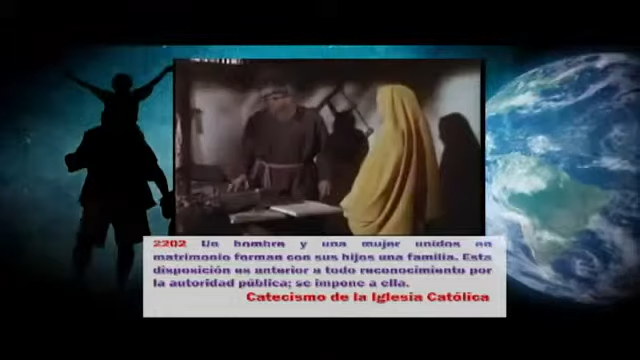 2202 Un hombre y una mujer unidos en
matrimonio forman con sus hijos una familia. Esta
disposición es anterior a todo reconocimiento por
la autoridad pública; se impone a ella.
Catecismo de la Iglesia Católica